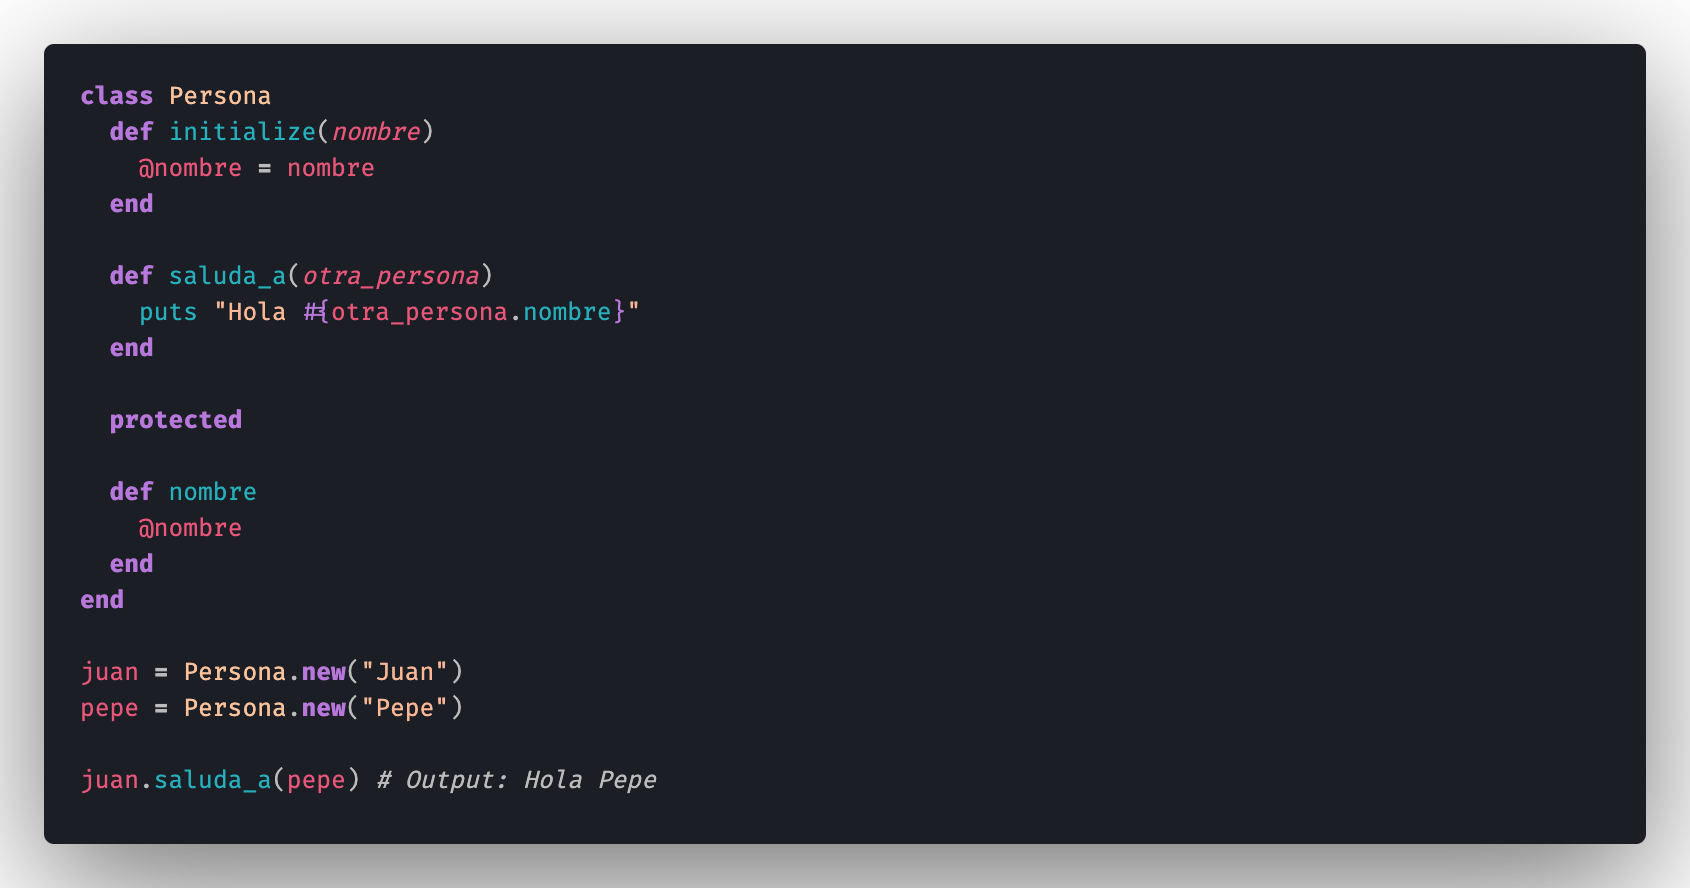 class Persona
  def initialize(nombre)
    @nombre = nombre
  end

  def saluda_a(otra_persona)
    puts "Hola #{otra_persona.nombre}"
  end

  protected

  def nombre
    @nombre
  end
end

juan = Persona.new("Juan")
pepe = Persona.new("Pepe")

juan.saluda_a(pepe) # Output: Hola Pepe